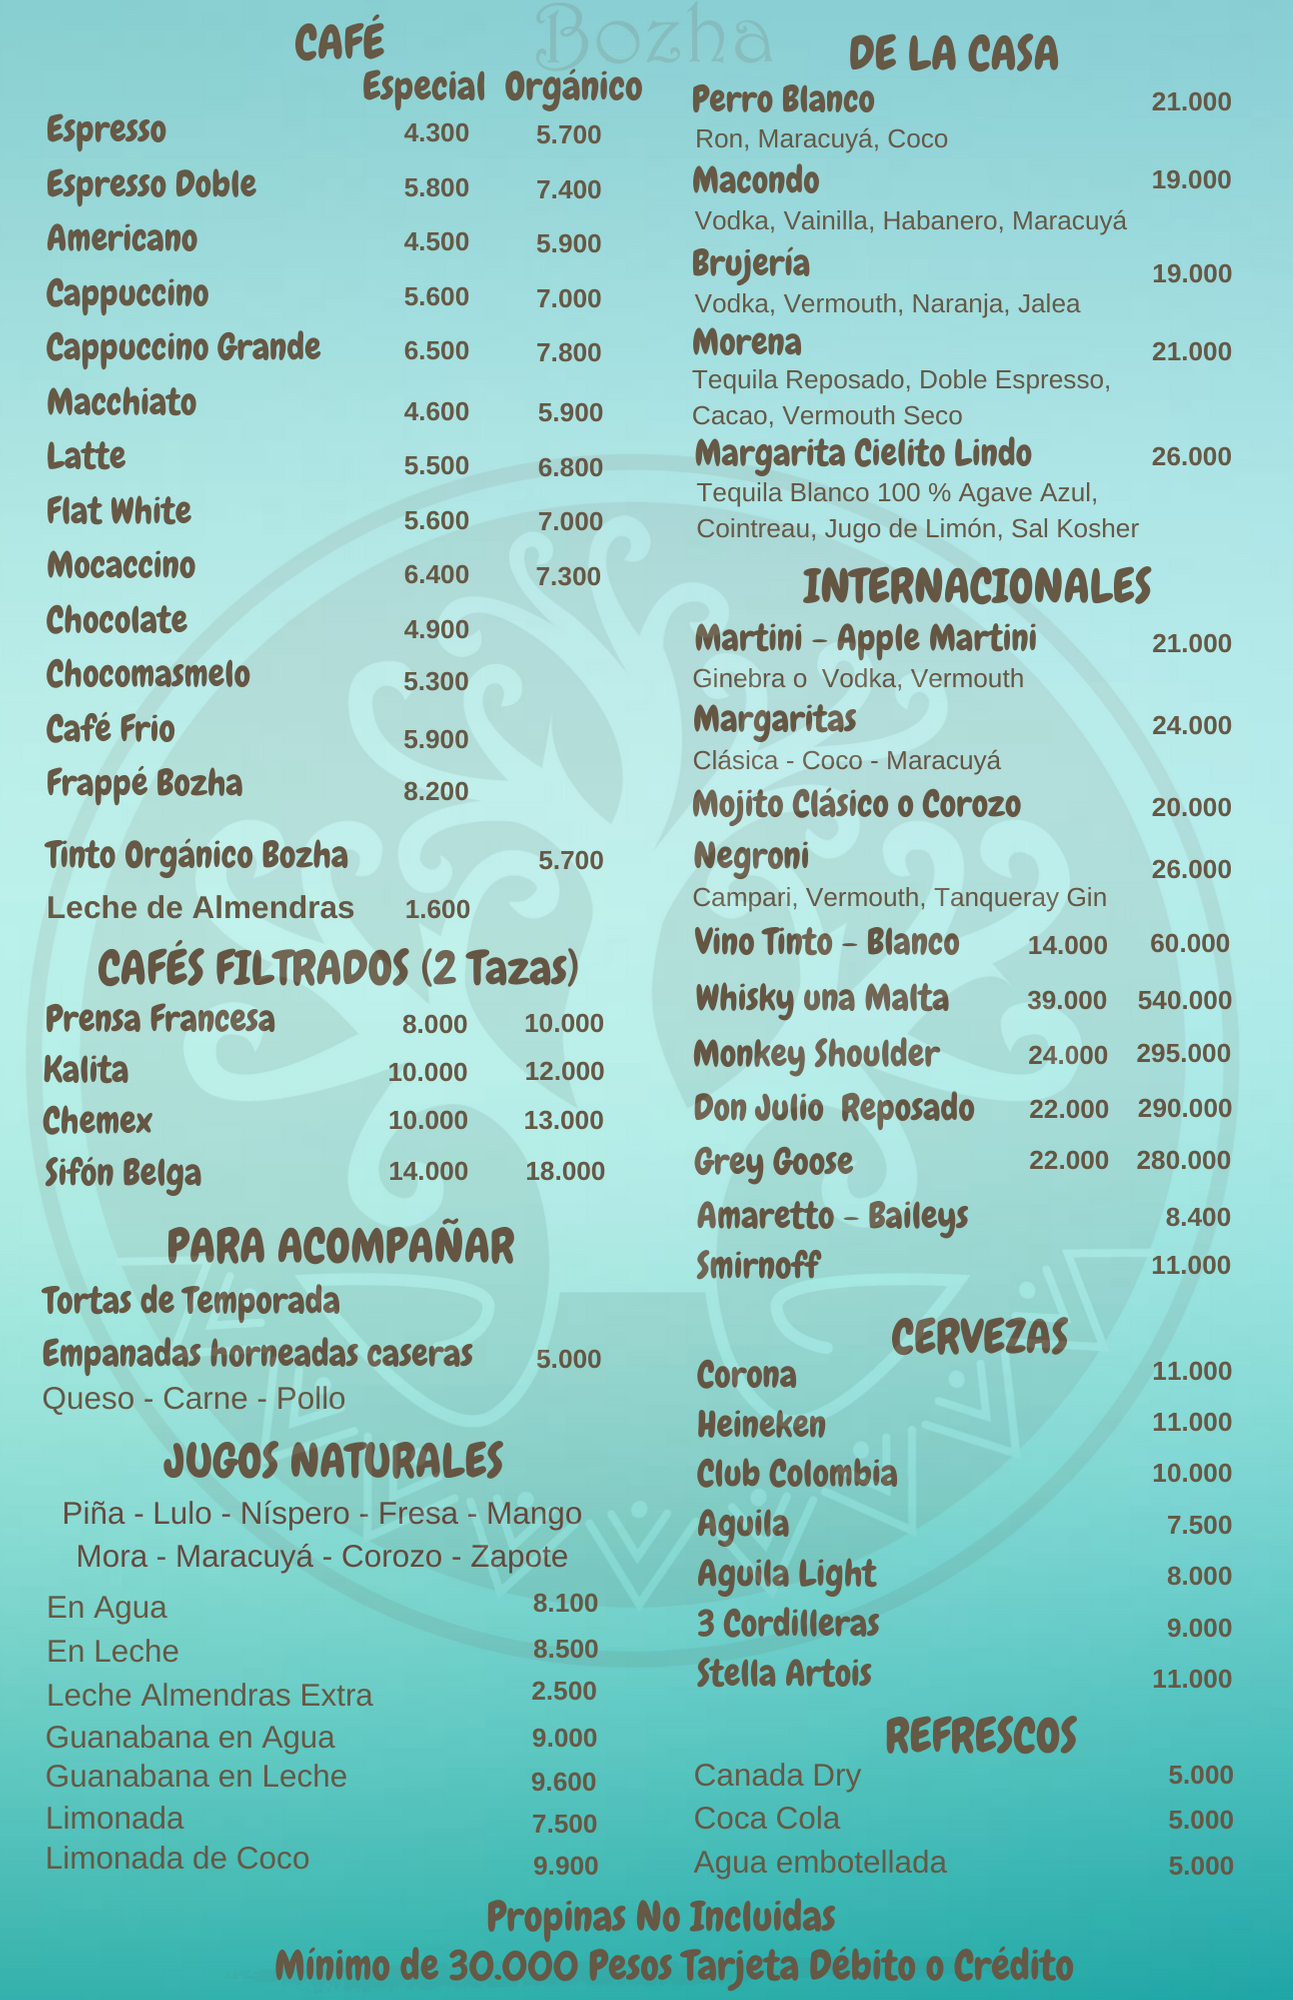 Bozha
CAFÉ
Especial Orgánico
Espresso 4.300 5.700
Espresso Doble 5.800 7.400
Americano 4.500 5.900
Cappuccino 5.600 7.000
Cappuccino Grande 6.500 7.800
Macchiato 4.600 5.900
Latte 5.500 6.800
Flat White 5.600 7.000
Mocaccino 6.400 7.300
Chocolate 4.900
Chocomasmelo 5.300
Café Frio 5.900
Frappé Bozha 8.200
Tinto Orgánico Bozha 5.700
Leche de Almendras 1.600
CAFÉS FILTRADOS (2 Tazas)
Prensa Francesa 8.000 10.000
Kalita 10.000 12.000
Chemex 10.000 13.000
Sifón Belga 14.000 18.000
PARA ACOMPAÑAR
Tortas de Temporada
Empanadas horneadas caseras 5.000
Queso - Carne - Pollo
JUGOS NATURALES
Piña - Lulo - Níspero - Fresa - Mango
Mora - Maracuyá - Corozo - Zapote
En Agua 8.100
En Leche 8.500
Leche Almendras Extra 2.500
Guanabana en Agua 9.000
Guanabana en Leche 9.600
Limonada 7.500
Limonada de Coco 9.900
DE LA CASA
Perro Blanco 21.000
Ron, Maracuyá, Coco
Macondo 19.000
Vodka, Vainilla, Habanero, Maracuyá
Brujería 19.000
Vodka, Vermouth, Naranja, Jalea
Morena 21.000
Tequila Reposado, Doble Espresso,
Cacao, Vermouth Seco
Margarita Cielito Lindo 26.000
Tequila Blanco 100 % Agave Azul,
Cointreau, Jugo de Limón, Sal Kosher
INTERNACIONALES
Martini - Apple Martini 21.000
Ginebra o Vodka, Vermouth
Margaritas 24.000
Clásica - Coco - Maracuyá
Mojito Clásico o Corozo 20.000
Negroni 26.000
Campari, Vermouth, Tanqueray Gin
Vino Tinto - Blanco 14.000 60.000
Whisky una Malta 39.000 540.000
Monkey Shoulder 24.000 295.000
Don Julio Reposado 22.000 290.000
Grey Goose 22.000 280.000
Amaretto - Baileys 8.400
Smirnoff 11.000
CERVEZAS
Corona 11.000
Heineken 11.000
Club Colombia 10.000
Aguila 7.500
Aguila Light 8.000
3 Cordilleras 9.000
Stella Artois 11.000
REFRESCOS
Canada Dry 5.000
Coca Cola 5.000
Agua embotellada 5.000
Propinas No Incluidas
Mínimo de 30.000 Pesos Tarjeta Débito o Crédito